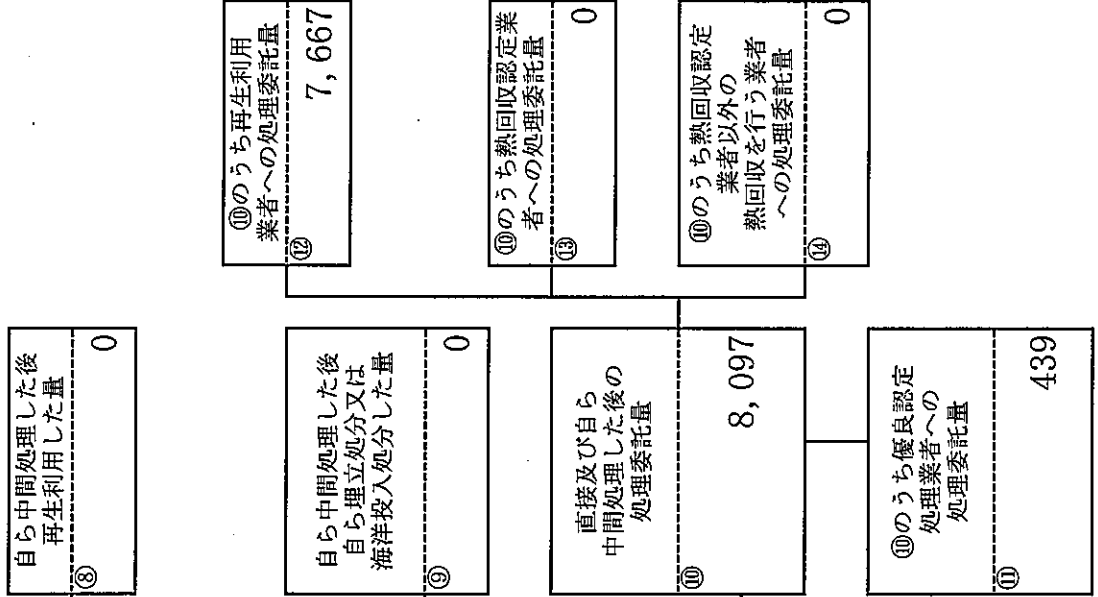 自ら中間処理した後
再生利用した量
⑧
0
自ら中間処理した後
自ら埋立処分又は
海洋投入処分した量
⑨
0
直接及び自ら
中間処理した後の
処理委託量
⑩
8,097
⑩のうち優良認定
処理業者への
処理委託量
⑪
439
⑩のうち再生利用
業者への処理委託量
⑫
7,667
⑩のうち熱回収認定業
者への処理委託量
⑬
0
⑩のうち熱回収認定
業者以外の
熱回収を行う業者
への処理委託量
⑭
0